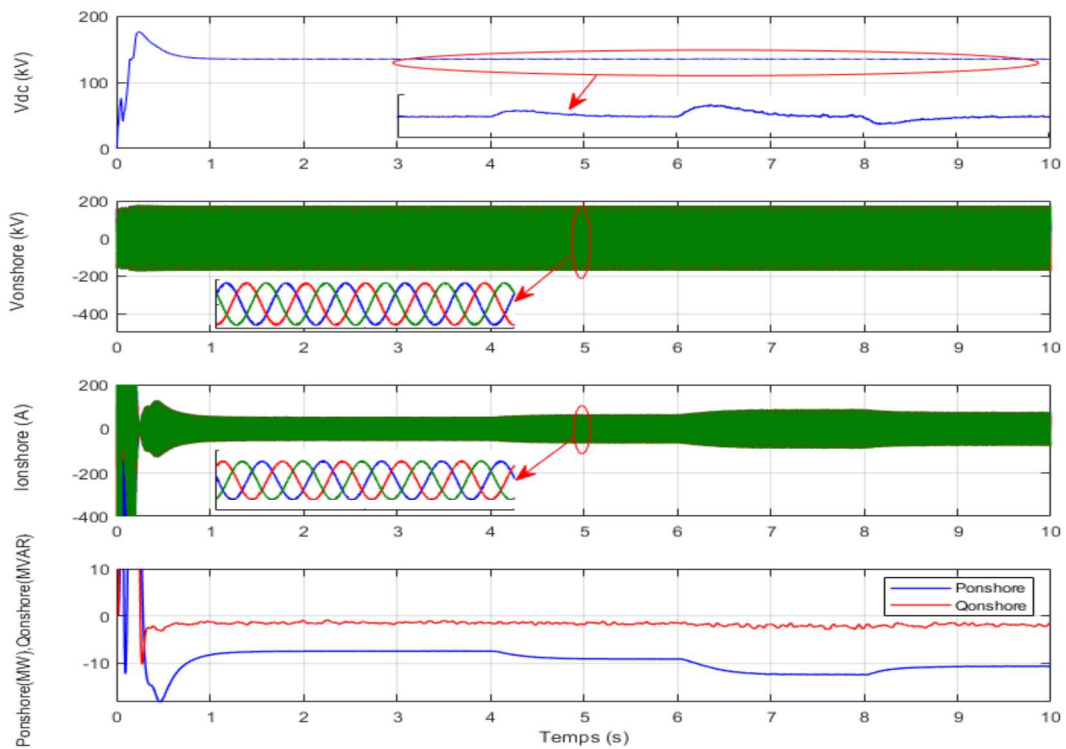 Vdc (kV)
200
100
0
0 1 2 3 4 5 6 7 8 9 10
Vonshore (kV)
200
0
-200
-400
0 1 2 3 4 5 6 7 8 9 10
Ionshore (A)
200
0
-200
-400
0 1 2 3 4 5 6 7 8 9 10
Ponshore(MW),Qonshore(MVAR)
10
0
-10
Ponshore
Qonshore
0 1 2 3 4 5 6 7 8 9 10
Temps (s)